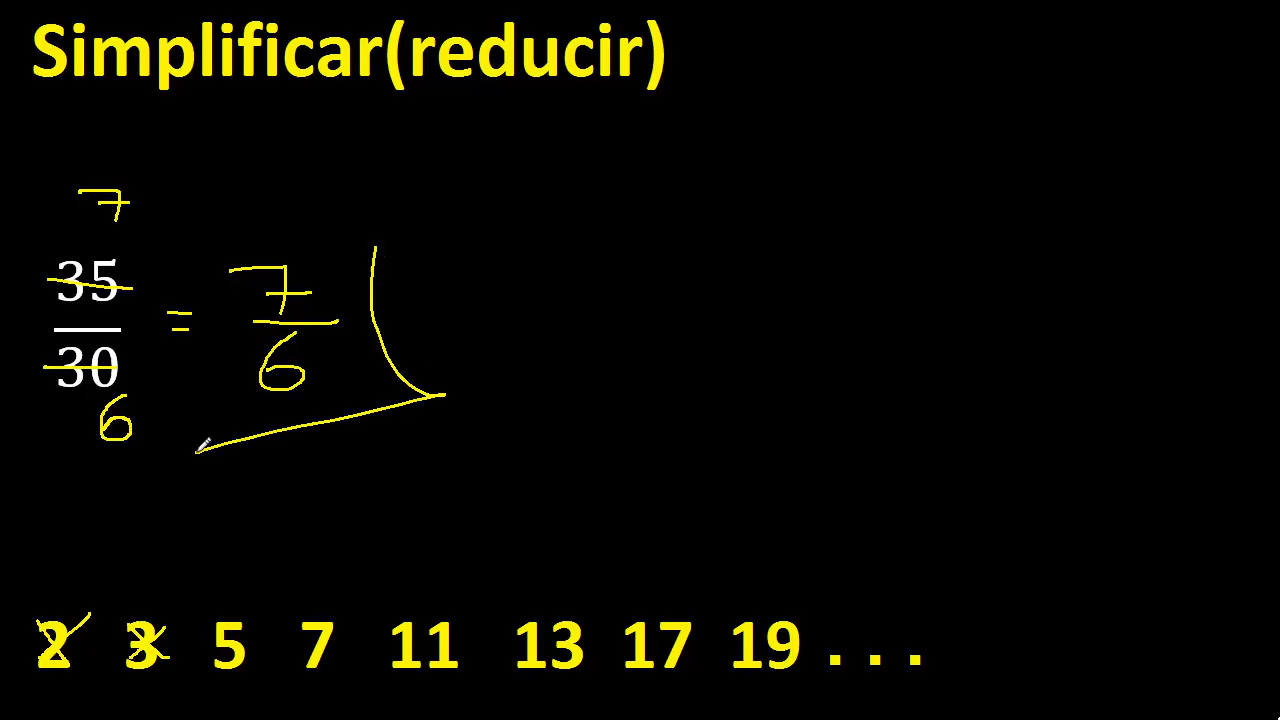 Simplificar(reducir)
7
35
30
6
= 7/6
2 3 5 7 11 13 17 19 . . .